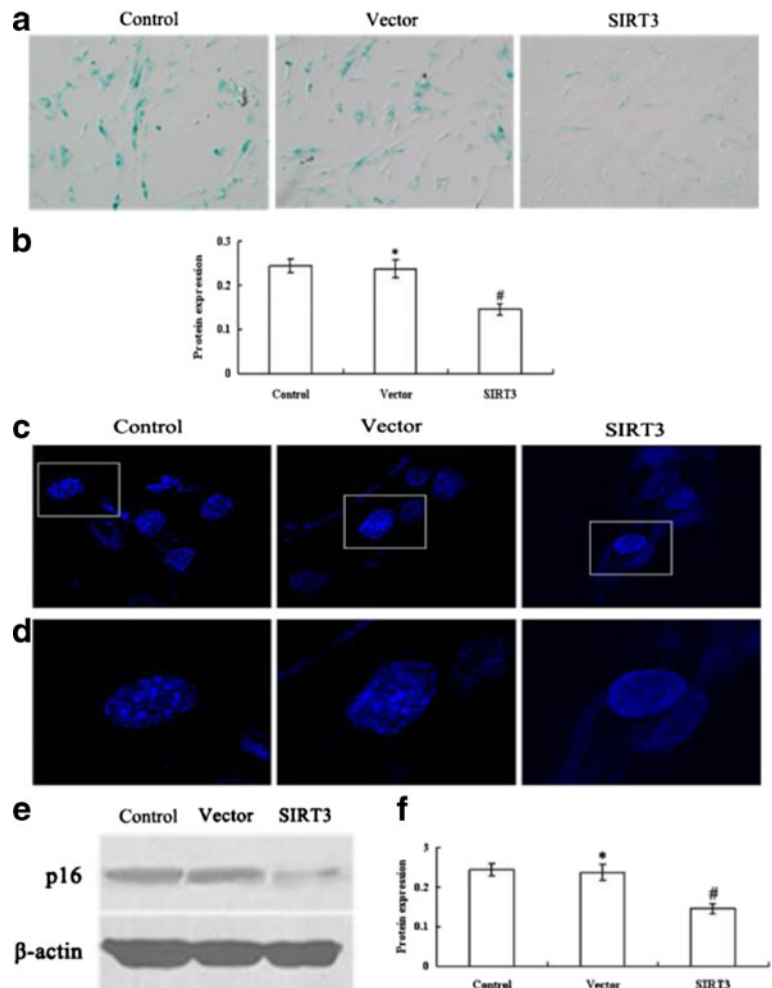 a
Control Vector SIRT3
b
Protein expression
0.3
0.2
0.1
0
*
#
Control Vector SIRT3
c
Control Vector SIRT3
d
e
Control Vector SIRT3
p16
β-actin
f
Protein expression
3
0.2
0.1
0
*
#
Control Vector SIRT3